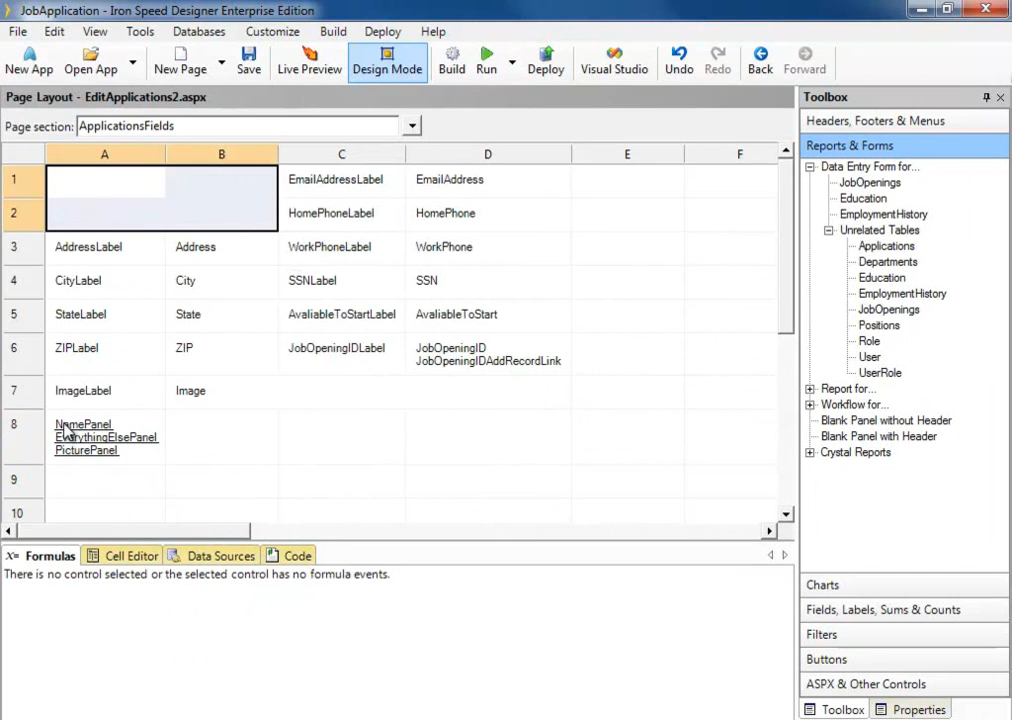 JobApplication - Iron Speed Designer Enterprise Edition
File Edit View Tools Databases Customize Build Deploy Help
New App Open App New Page Save Live Preview Design Mode Build Run Deploy Visual Studio Undo Redo Back Forward
Page Layout - EditApplications2.aspx
Page section: ApplicationsFields
A B C D E F
1 EmailAddressLabel EmailAddress
2 HomePhoneLabel HomePhone
3 AddressLabel Address WorkPhoneLabel WorkPhone
4 CityLabel City SSNLabel SSN
5 StateLabel State AvaliableToStartLabel AvaliableToStart
6 ZIPLabel ZIP JobOpeningIDLabel JobOpeningID
JobOpeningIDAddRecordLink
7 ImageLabel Image
8 NamePanel
EverythingElsePanel
PicturePanel
9
10
x= Formulas Cell Editor Data Sources Code
There is no control selected or the selected control has no formula events.
Toolbox
Headers, Footers & Menus
Reports & Forms
Data Entry Form for...
JobOpenings
Education
EmploymentHistory
Unrelated Tables
Applications
Departments
Education
EmploymentHistory
JobOpenings
Positions
Role
User
UserRole
Report for...
Workflow for...
Blank Panel without Header
Blank Panel with Header
Crystal Reports
Charts
Fields, Labels, Sums & Counts
Filters
Buttons
ASPX & Other Controls
Toolbox Properties